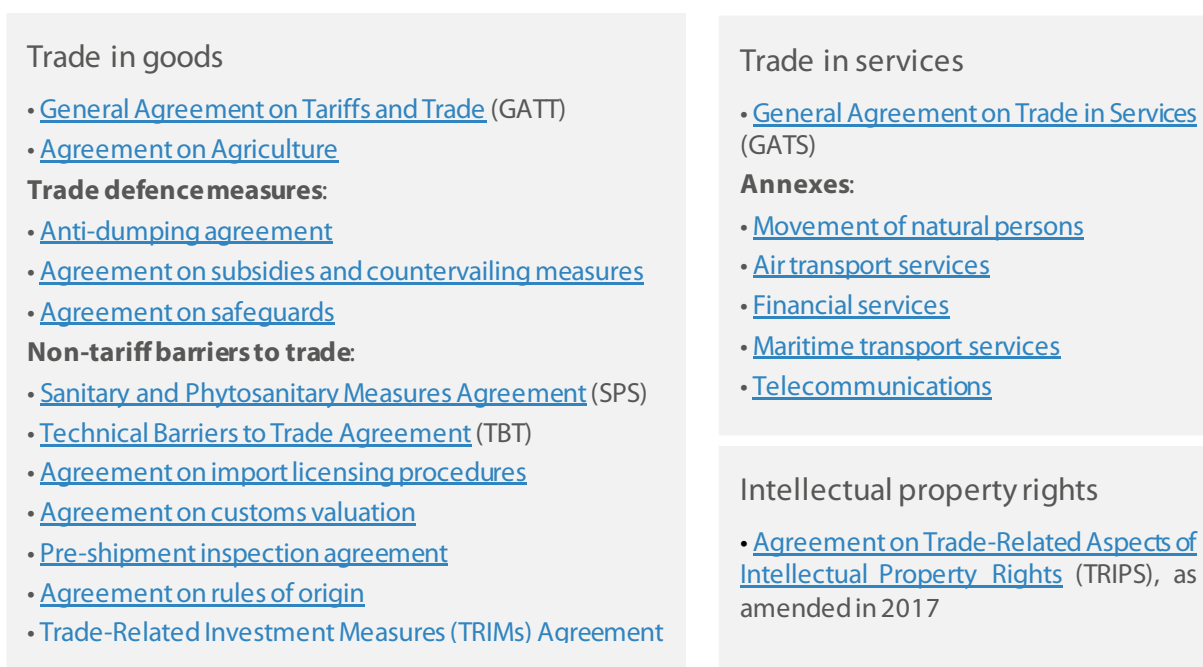 Trade in goods
• General Agreement on Tariffs and Trade (GATT)
• Agreement on Agriculture
Trade defence measures:
• Anti-dumping agreement
• Agreement on subsidies and countervailing measures
• Agreement on safeguards
Non-tariff barriers to trade:
• Sanitary and Phytosanitary Measures Agreement (SPS)
• Technical Barriers to Trade Agreement (TBT)
• Agreement on import licensing procedures
• Agreement on customs valuation
• Pre-shipment inspection agreement
• Agreement on rules of origin
• Trade-Related Investment Measures (TRIMs) Agreement
Trade in services
• General Agreement on Trade in Services
(GATS)
Annexes:
• Movement of natural persons
• Air transport services
• Financial services
• Maritime transport services
• Telecommunications
Intellectual property rights
• Agreement on Trade-Related Aspects of
Intellectual Property Rights (TRIPS), as
amended in 2017